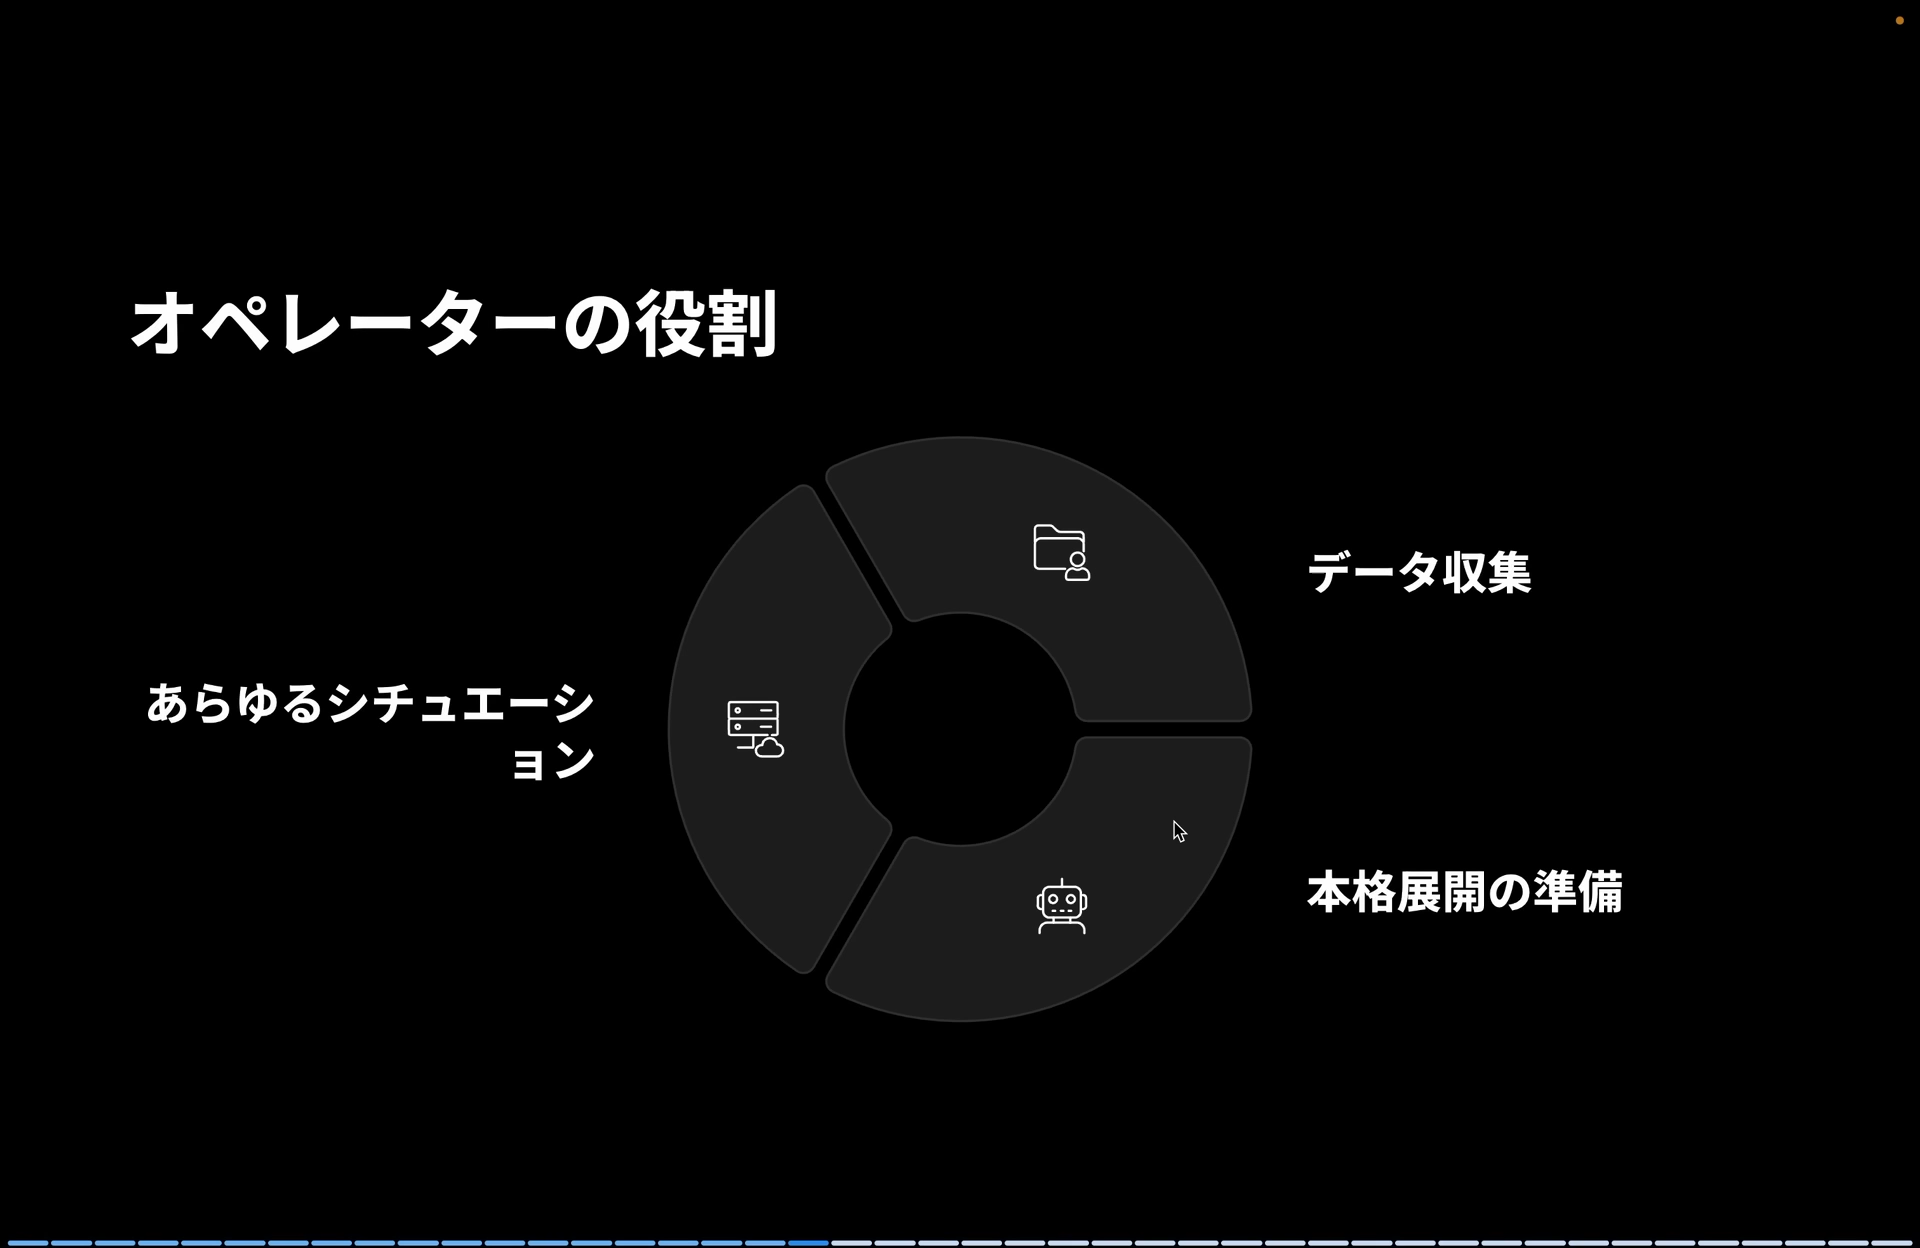 オペレーターの役割
データ収集
あらゆるシチュエーシ
ョン
本格展開の準備